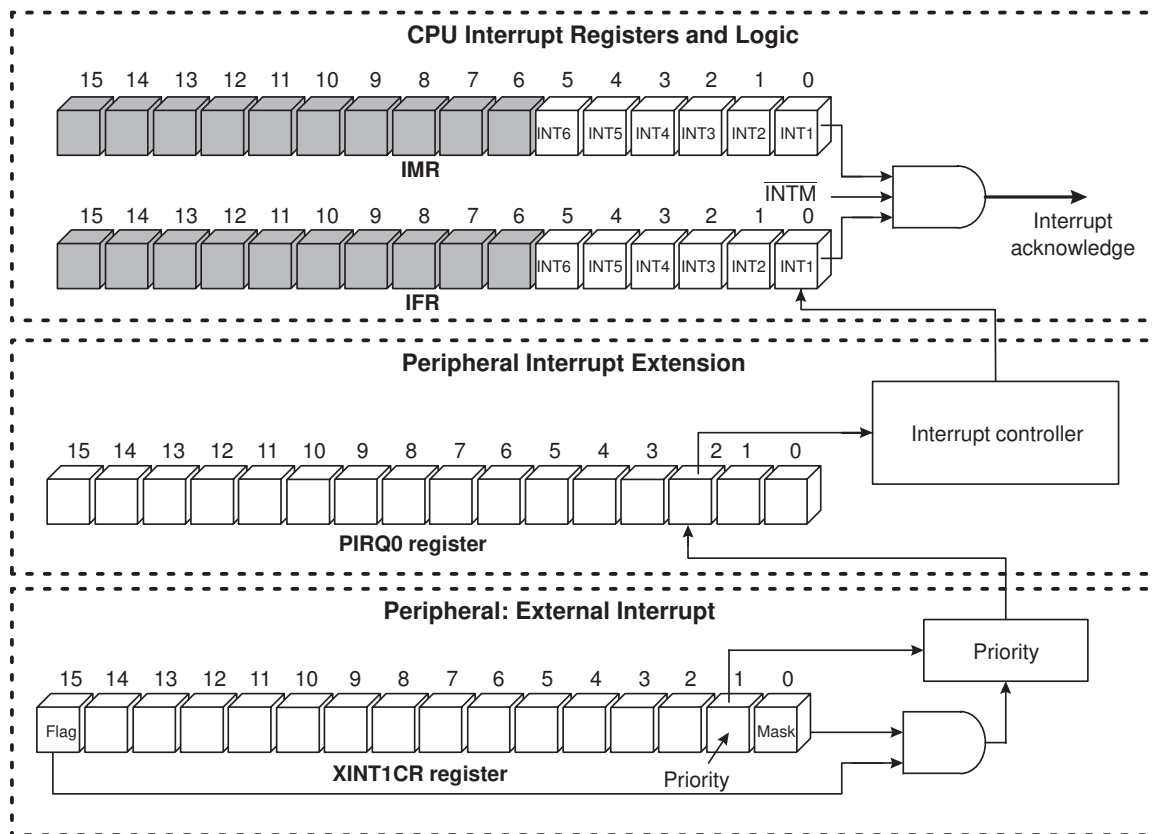 CPU Interrupt Registers and Logic
15 14 13 12 11 10 9 8 7 6 5 4 3 2 1 0
INT6 INT5 INT4 INT3 INT2 INT1
IMR
INTM
15 14 13 12 11 10 9 8 7 6 5 4 3 2 1 0
INT6 INT5 INT4 INT3 INT2 INT1
IFR
Interrupt
acknowledge
Peripheral Interrupt Extension
Interrupt controller
15 14 13 12 11 10 9 8 7 6 5 4 3 2 1 0
PIRQ0 register
Peripheral: External Interrupt
Priority
15 14 13 12 11 10 9 8 7 6 5 4 3 2 1 0
Flag Mask
XINT1CR register
Priority